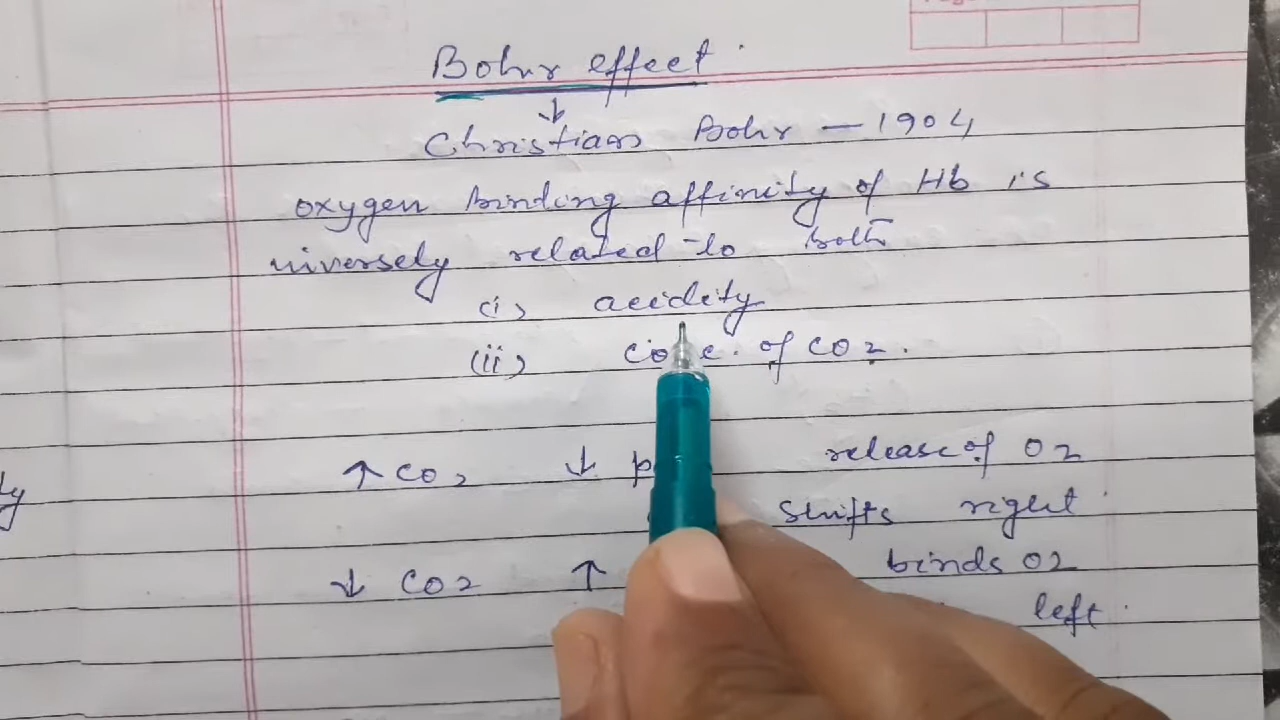 Bohr effect
↓
Christian Bohr — 1904
oxygen binding affinity of Hb is
inversely related to both
(i) acidity
(ii) conc. of CO2.
↑ CO2 ↓ release of O2
shifts right
↓ CO2 ↑ binds O2
left.